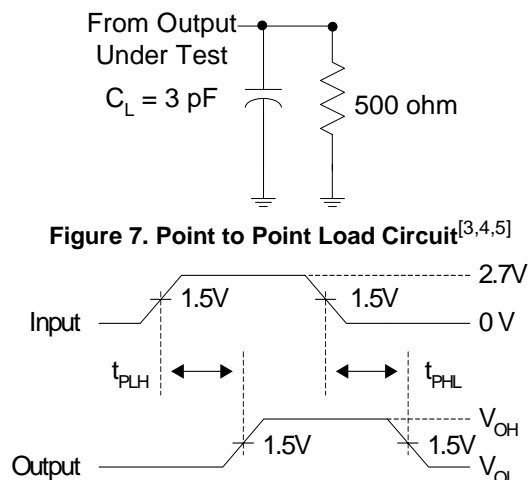 From Output
Under Test
C_L = 3 pF
500 ohm
Figure 7. Point to Point Load Circuit[3,4,5]
2.7V
1.5V
1.5V
Input
0 V
t_PLH
t_PHL
V_OH
1.5V
1.5V
Output
V_OL